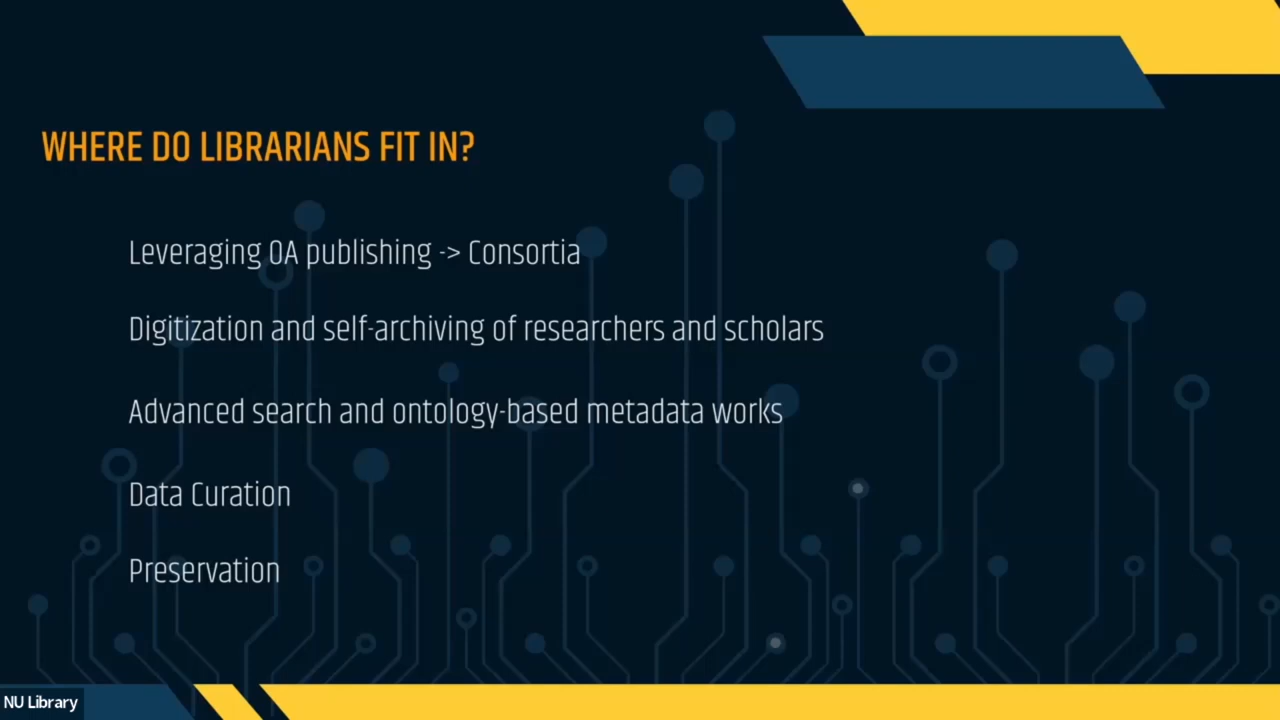 WHERE DO LIBRARIANS FIT IN?
Leveraging OA publishing -> Consortia
Digitization and self-archiving of researchers and scholars
Advanced search and ontology-based metadata works
Data Curation
Preservation
NU Library